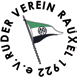 RUDER VEREIN RAUXEL 1922 e.V.